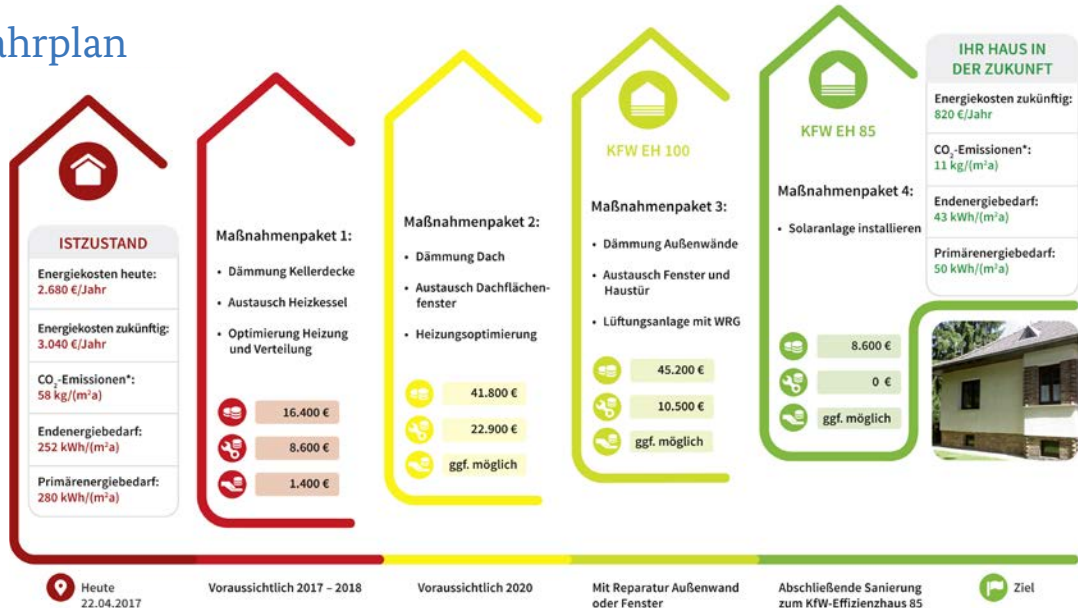 ahrplan
ISTZUSTAND
Energiekosten heute:
2.680 €/Jahr
Energiekosten zukünftig:
3.040 €/Jahr
CO₂-Emissionen*:
58 kg/(m²a)
Endenergiebedarf:
252 kWh/(m²a)
Primärenergiebedarf:
280 kWh/(m²a)
Maßnahmenpaket 1:
• Dämmung Kellerdecke
• Austausch Heizkessel
• Optimierung Heizung
und Verteilung
16.400 €
8.600 €
1.400 €
Maßnahmenpaket 2:
• Dämmung Dach
• Austausch Dachflächen-
fenster
• Heizungsoptimierung
41.800 €
22.900 €
ggf. möglich
KFW EH 100
Maßnahmenpaket 3:
• Dämmung Außenwände
• Austausch Fenster und
Haustür
• Lüftungsanlage mit WRG
45.200 €
10.500 €
ggf. möglich
KFW EH 85
Maßnahmenpaket 4:
• Solaranlage installieren
8.600 €
0 €
ggf. möglich
IHR HAUS IN
DER ZUKUNFT
Energiekosten zukünftig:
820 €/Jahr
CO₂-Emissionen*:
11 kg/(m²a)
Endenergiebedarf:
43 kWh/(m²a)
Primärenergiebedarf:
50 kWh/(m²a)
Heute
22.04.2017
Voraussichtlich 2017 – 2018
Voraussichtlich 2020
Mit Reparatur Außenwand
oder Fenster
Abschließende Sanierung
zum KfW-Effizienzhaus 85
Ziel